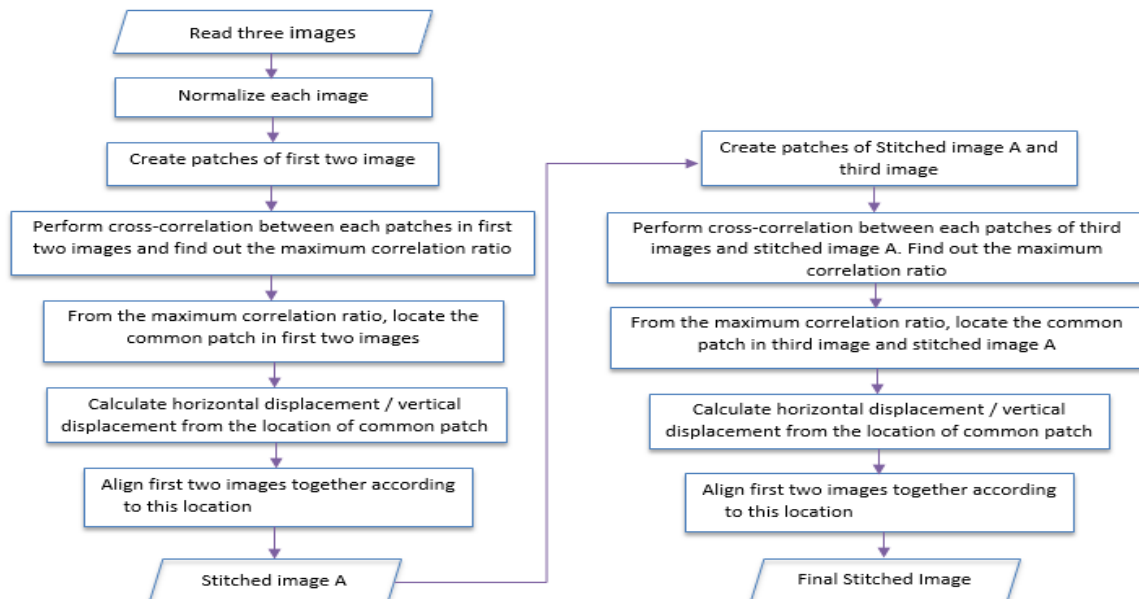 Read three images
Normalize each image
Create patches of first two image
Perform cross-correlation between each patches in first
two images and find out the maximum correlation ratio
From the maximum correlation ratio, locate the
common patch in first two images
Calculate horizontal displacement / vertical
displacement from the location of common patch
Align first two images together according
to this location
Stitched image A
Create patches of Stitched image A and
third image
Perform cross-correlation between each patches of third
images and stitched image A. Find out the maximum
correlation ratio
From the maximum correlation ratio, locate the common
patch in third image and stitched image A
Calculate horizontal displacement / vertical
displacement from the location of common patch
Align first two images together according
to this location
Final Stitched Image